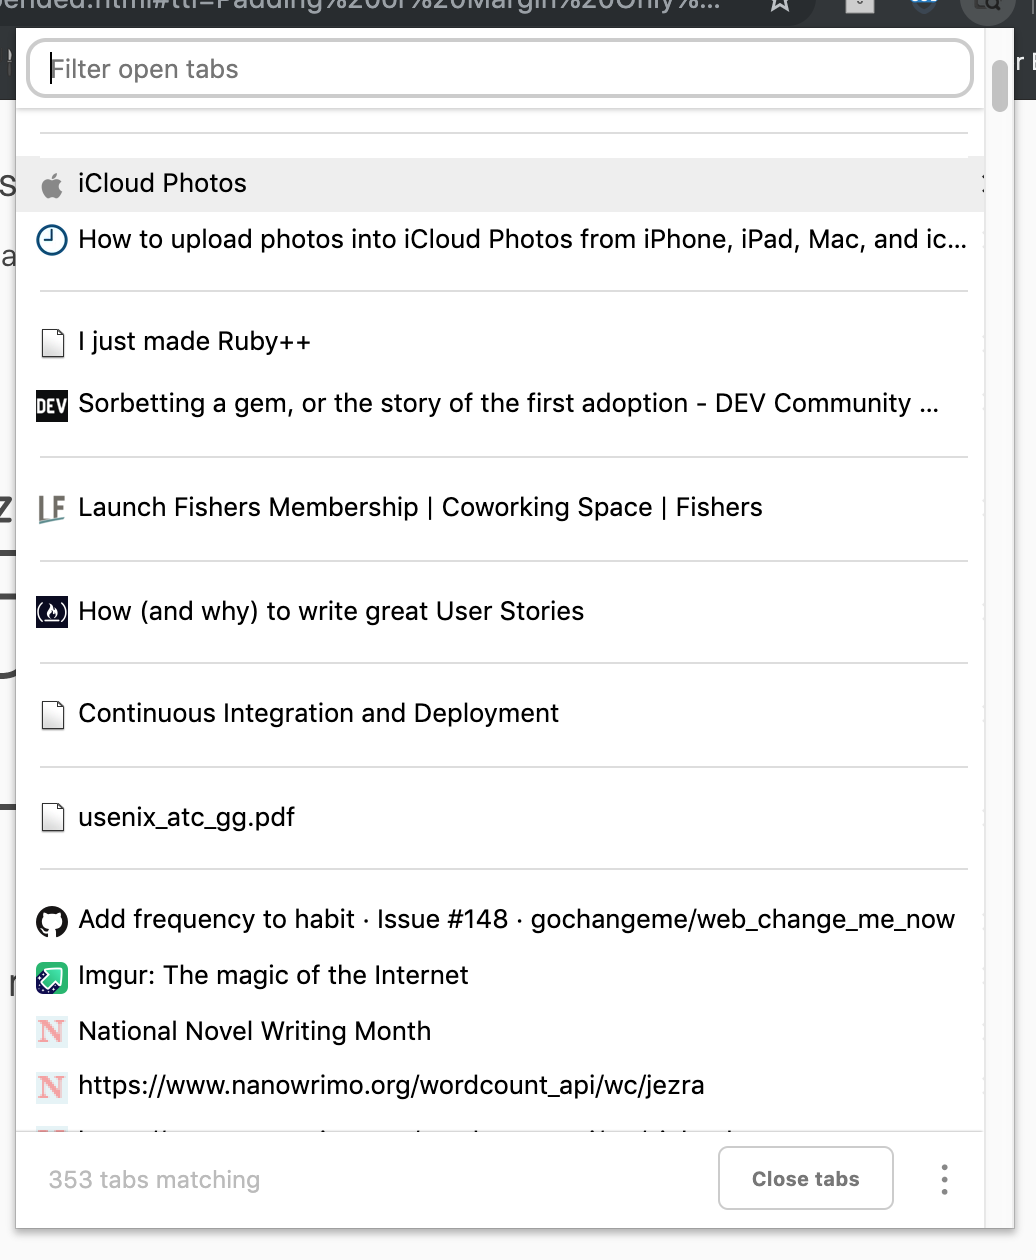 Filter open tabs
iCloud Photos
How to upload photos into iCloud Photos from iPhone, iPad, Mac, and ic...
I just made Ruby++
DEV Sorbetting a gem, or the story of the first adoption - DEV Community ...
LF Launch Fishers Membership | Coworking Space | Fishers
How (and why) to write great User Stories
Continuous Integration and Deployment
usenix_atc_gg.pdf
Add frequency to habit · Issue #148 · gochangeme/web_change_me_now
Imgur: The magic of the Internet
N National Novel Writing Month
N https://www.nanowrimo.org/wordcount_api/wc/jezra
353 tabs matching
Close tabs